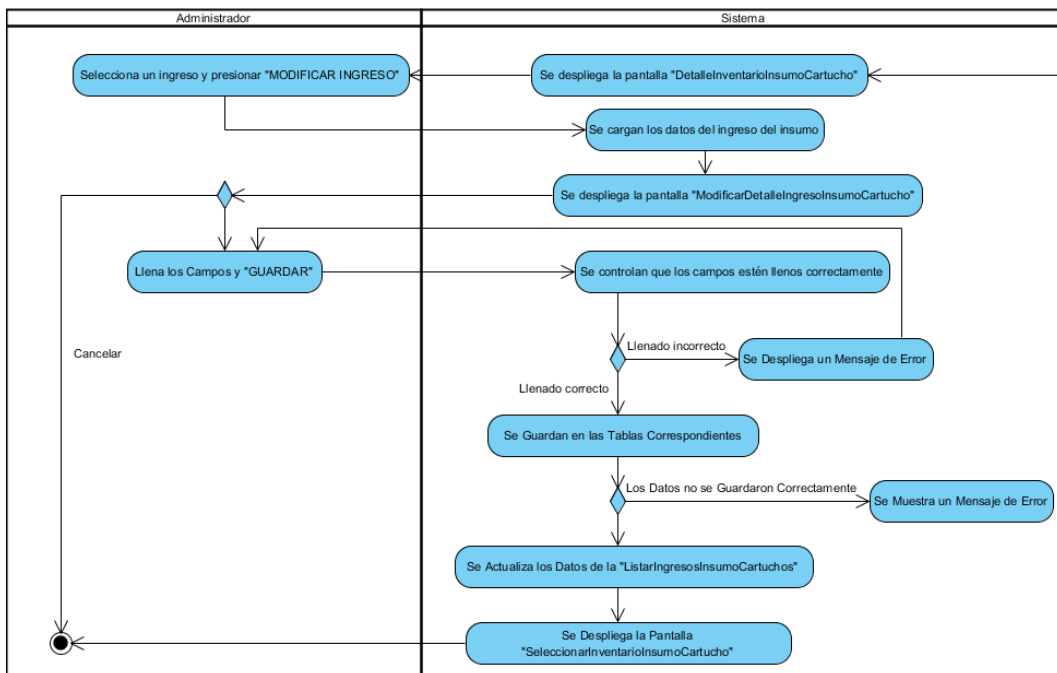 Administrador
Sistema
Selecciona un ingreso y presionar "MODIFICAR INGRESO"
Se despliega la pantalla "DetalleInventarioInsumoCartucho"
Se cargan los datos del ingreso del insumo
Se despliega la pantalla "ModificarDetalleIngresoInsumoCartucho"
Llena los Campos y "GUARDAR"
Se controlan que los campos estén llenos correctamente
Cancelar
Llenado incorrecto
Se Despliega un Mensaje de Error
Llenado correcto
Se Guardan en las Tablas Correspondientes
Los Datos no se Guardaron Correctamente
Se Muestra un Mensaje de Error
Se Actualiza los Datos de la "ListarIngresosInsumoCartuchos"
Se Despliega la Pantalla
"SeleccionarInventarioInsumoCartucho"